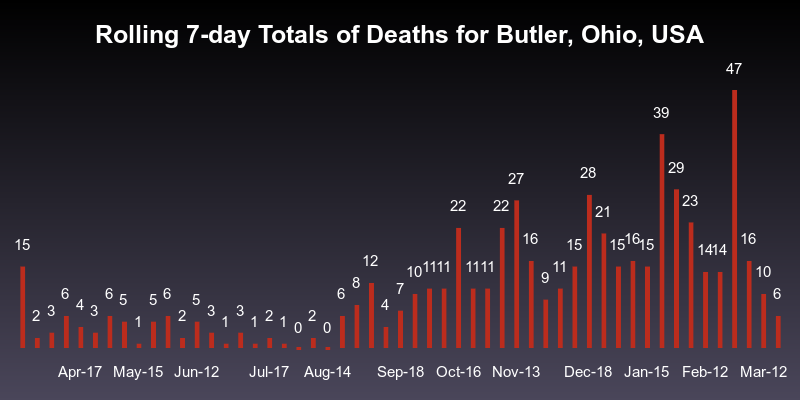 Rolling 7-day Totals of Deaths for Butler, Ohio, USA
15 2 3 6 4 3 6 5 1 5 6 2 5 3 1 3 1 2 1 0 2 0 6 8 12 4 7 10 11 11 22 11 11 22 27 16 9 11 15 28 21 15 16 15 39 29 23 14 14 47 16 10 6
Apr-17 May-15 Jun-12 Jul-17 Aug-14 Sep-18 Oct-16 Nov-13 Dec-18 Jan-15 Feb-12 Mar-12